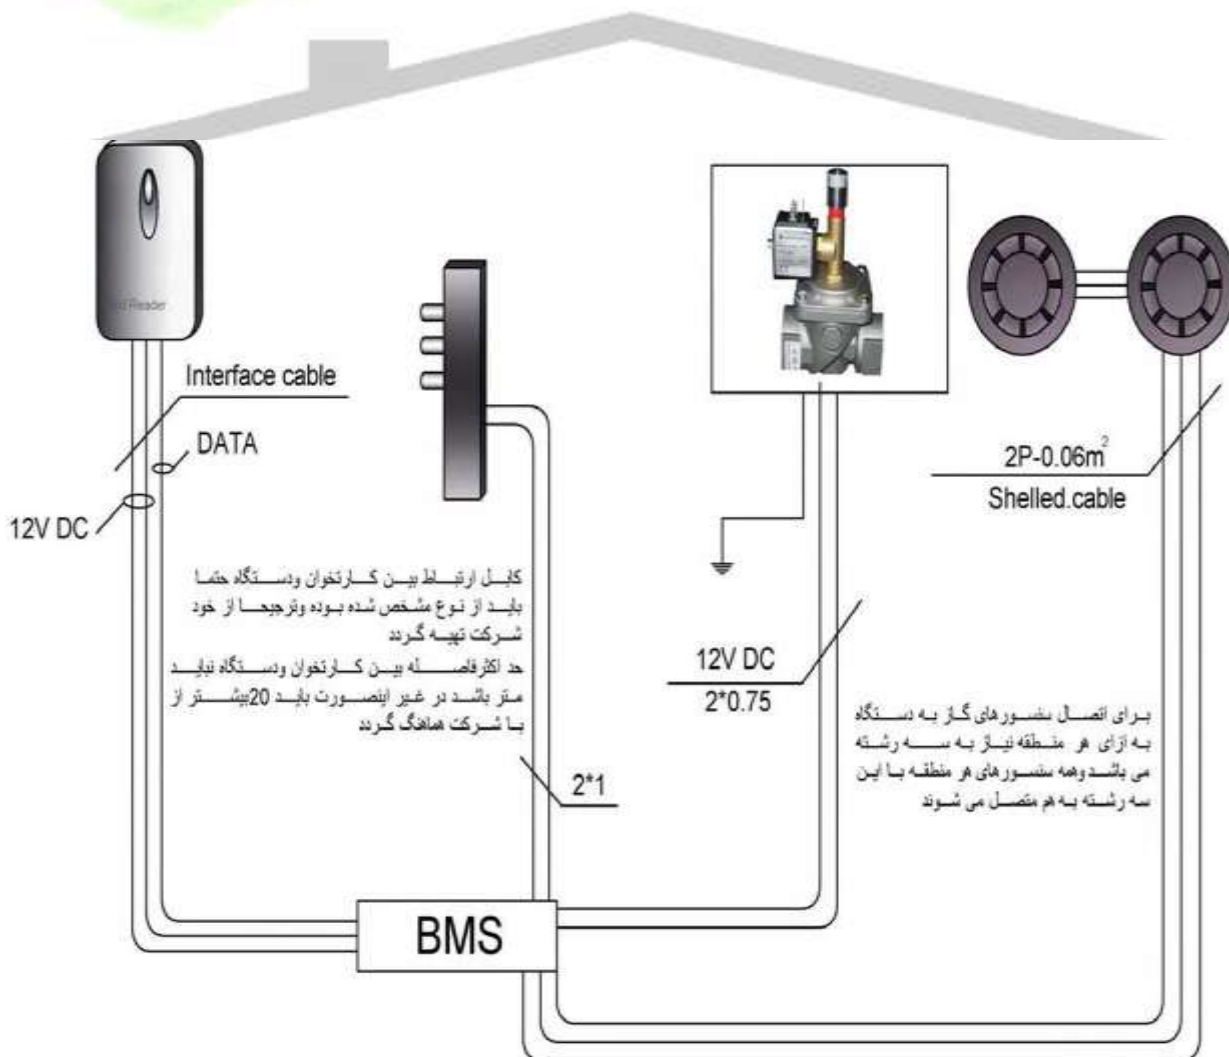 Reader
Interface cable
DATA
12V DC
2P-0.06m²
Shelled.cable
کابل ارتباط بین کارتخوان ودستگاه حتما
باید از نوع مشخص شده بوده وترجیحا از خود
شرکت تهیه گردد
حد اکثرفاصله بین کارتخوان ودستگاه نباید
متر باشد در غیر اینصورت باید 20بیشتر از
با شرکت هماهنگ گردد
12V DC
2*0.75
برای اتصال سنسورهای گاز به دستگاه
به ازای هر منطقه نیاز به سه رشته
می باشد وهمه سنسورهای هر منطقه با این
سه رشته به هم متصل می شوند
2*1
BMS